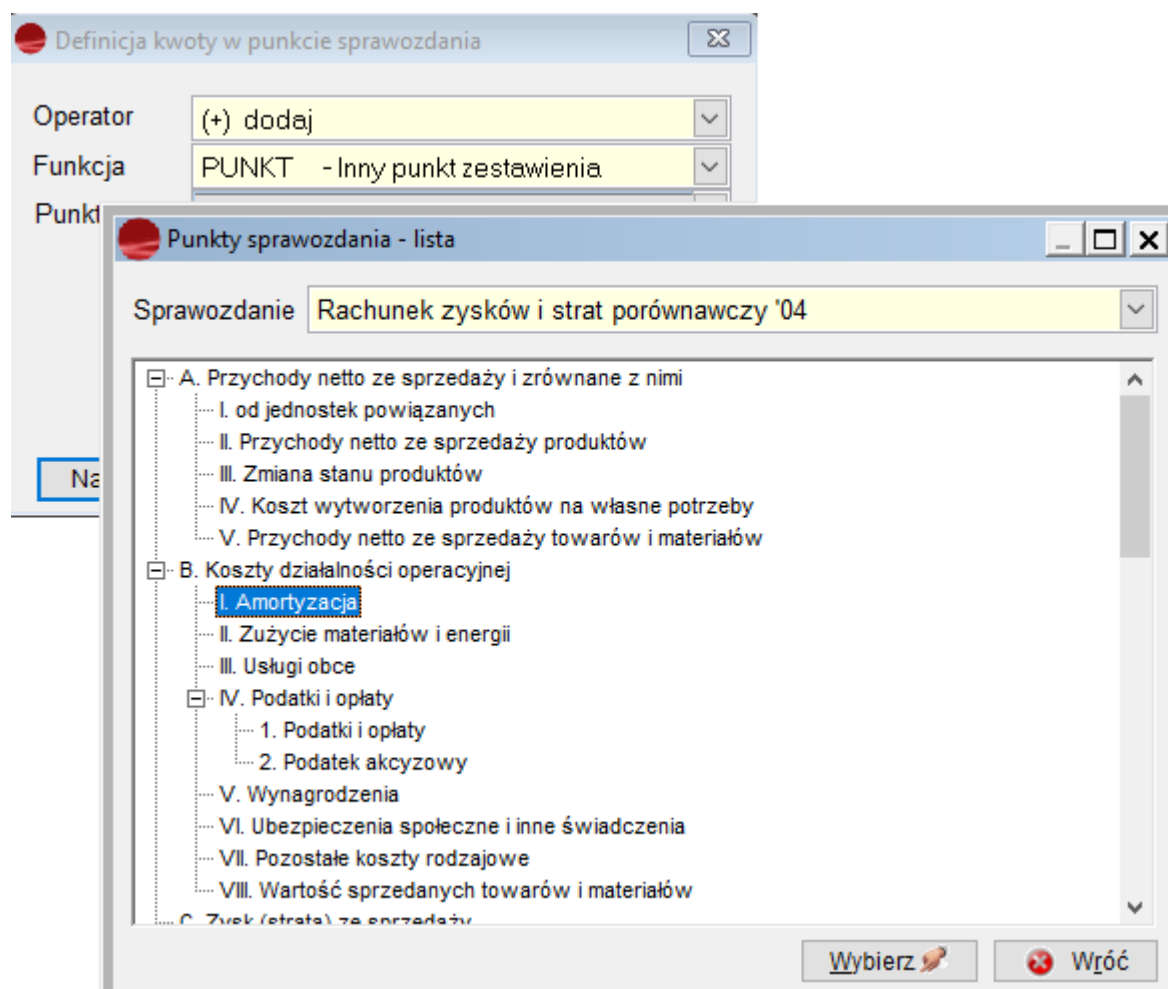 Definicja kwoty w punkcie sprawozdania
Operator (+) dodaj
Funkcja PUNKT - Inny punkt zestawienia
Punkt
Punkty sprawozdania - lista
Sprawozdanie Rachunek zysków i strat porównawczy '04
A. Przychody netto ze sprzedaży i zrównane z nimi
I. od jednostek powiązanych
II. Przychody netto ze sprzedaży produktów
III. Zmiana stanu produktów
IV. Koszt wytworzenia produktów na własne potrzeby
V. Przychody netto ze sprzedaży towarów i materiałów
B. Koszty działalności operacyjnej
I. Amortyzacja
II. Zużycie materiałów i energii
III. Usługi obce
IV. Podatki i opłaty
1. Podatki i opłaty
2. Podatek akcyzowy
V. Wynagrodzenia
VI. Ubezpieczenia społeczne i inne świadczenia
VII. Pozostałe koszty rodzajowe
VIII. Wartość sprzedanych towarów i materiałów
C. Zysk (strata) ze sprzedaży
Na
Wybierz Wróć